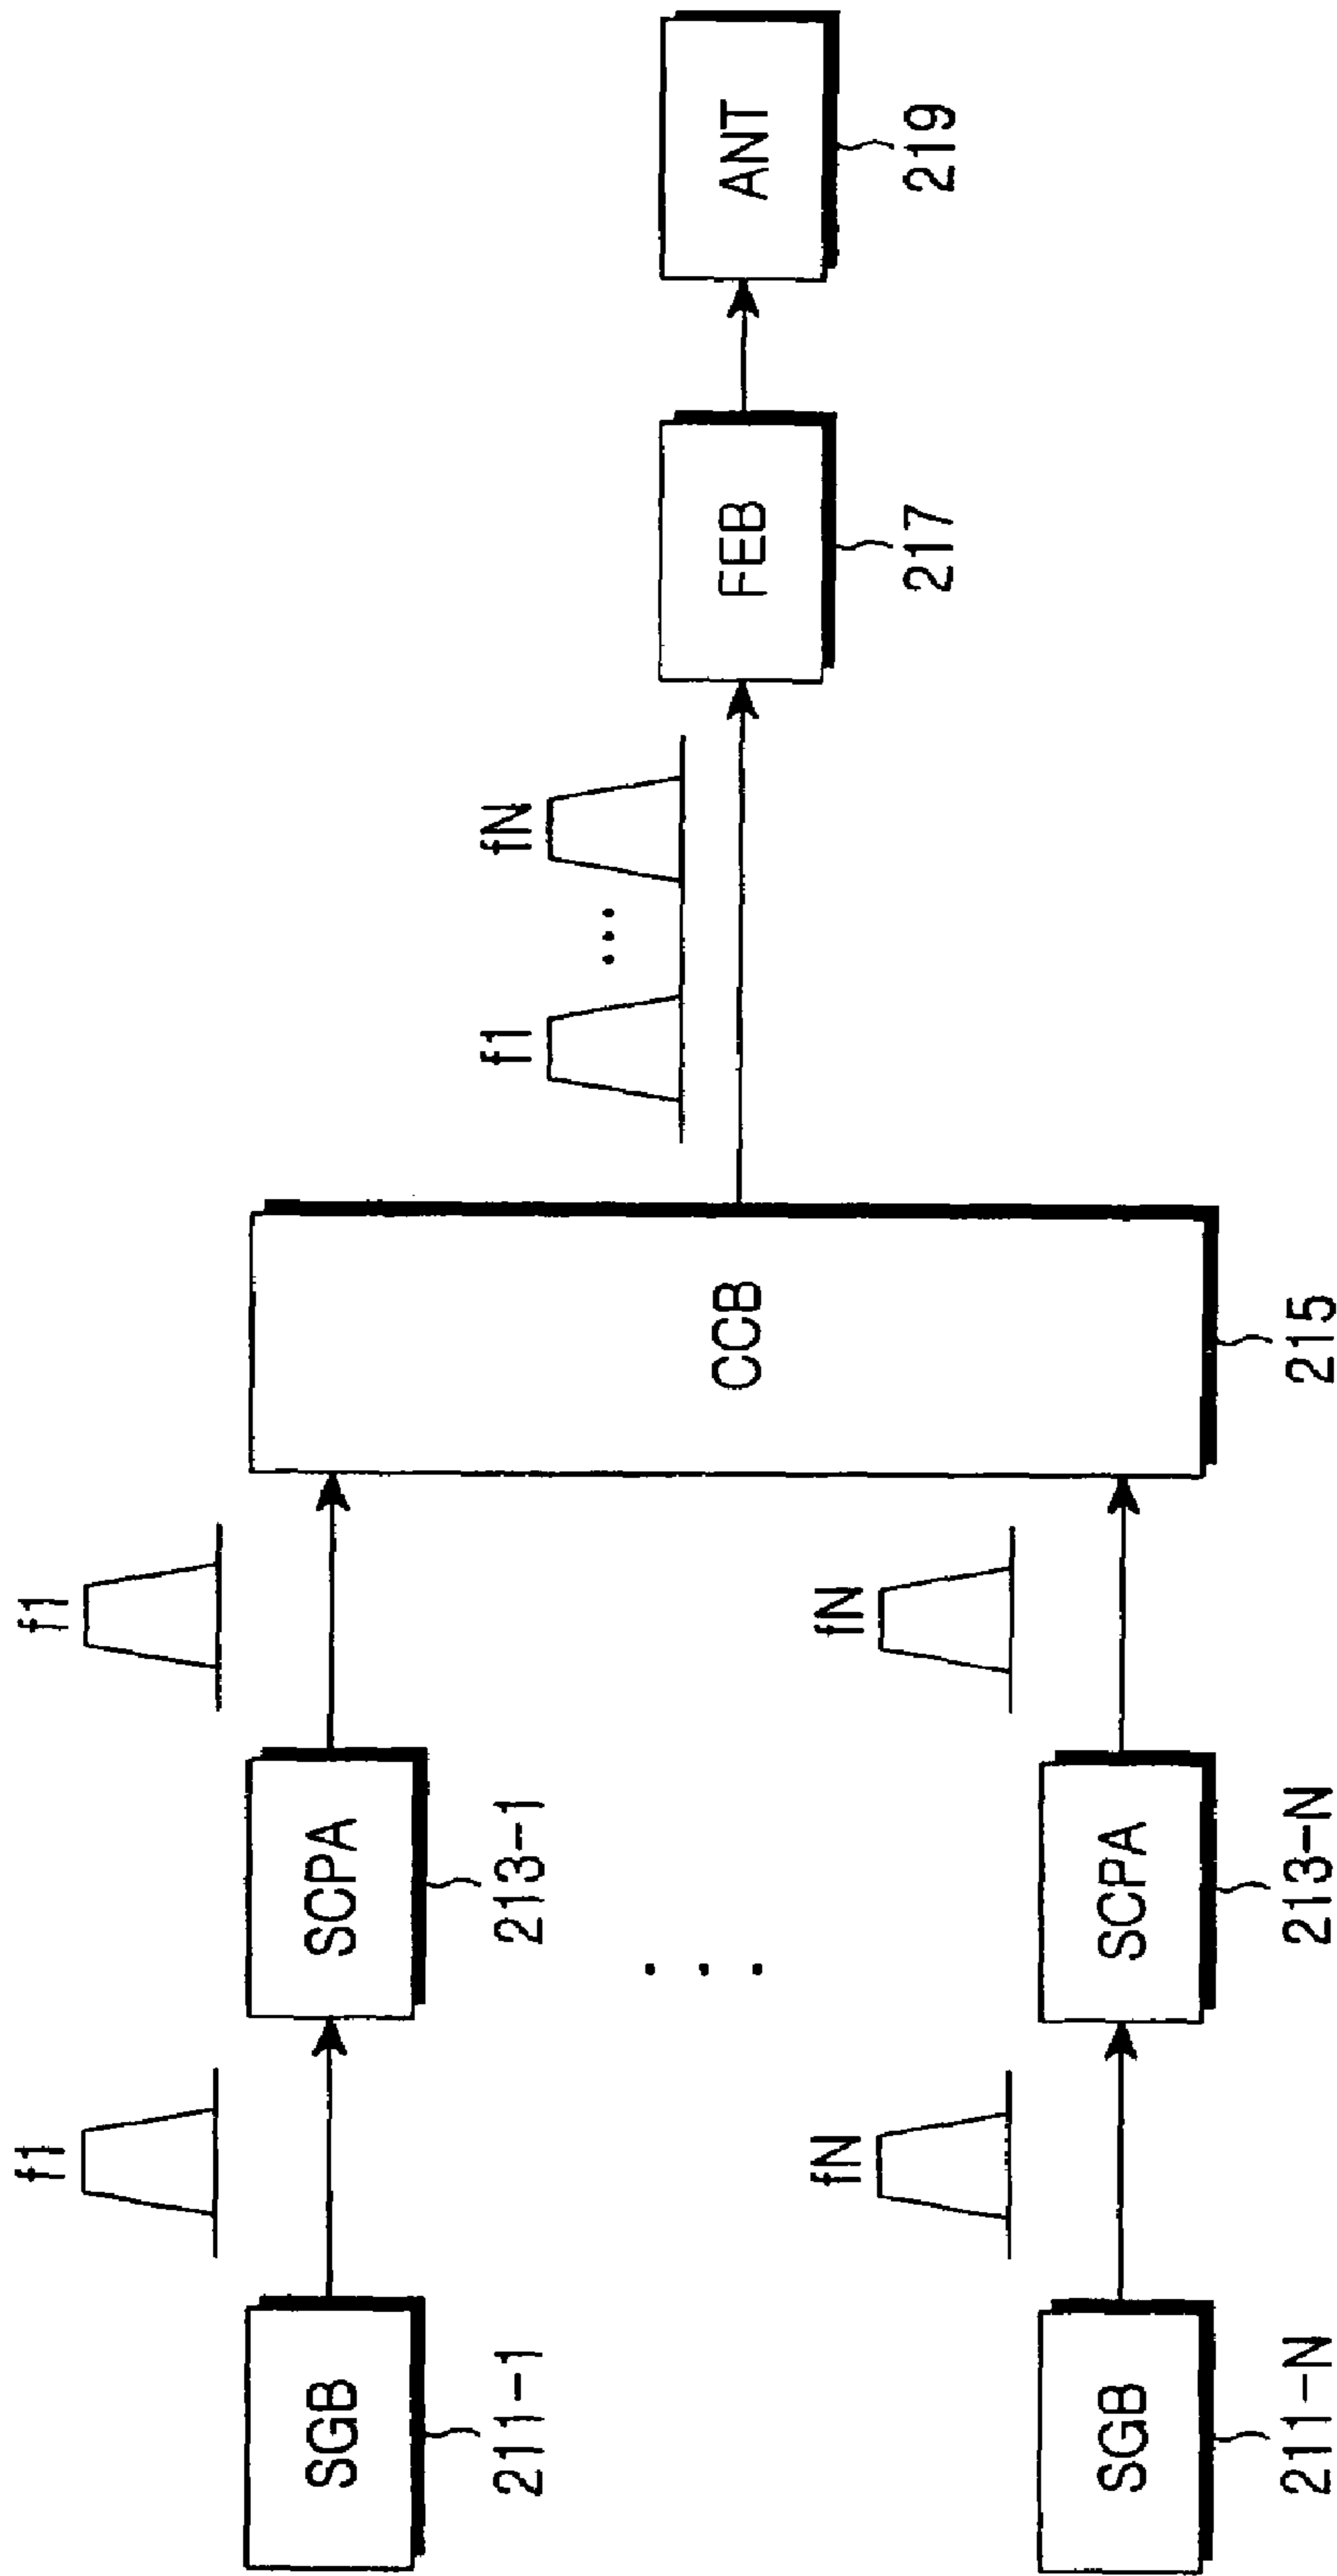 f1
f1
SGB
SCPA
211-1
213-1
. . .
fN
fN
SGB
SCPA
211-N
213-N
CCB
215
f1
...
fN
FEB
217
ANT
219